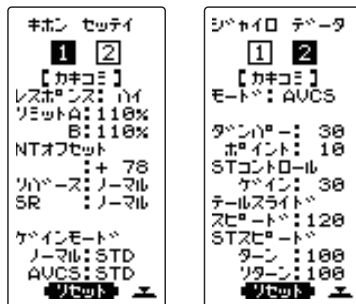 キホン セッテイ
1 2
[カキコミ]
レスポンス: ハイ
リミットA:110%
B:110%
NTオフセット
:+ 78
リバース:ノーマル
SR :ノーマル
ゲインモード
ノーマル:STD
AVCS:STD
リセット
ジャイロ データ
1 2
[カキコミ]
モード: AVCS
ダンパー: 30
ポイント: 10
STコントロール
ゲイン: 30
テールスライド
スピード:120
STスピード
ターン :100
リターン:100
リセット